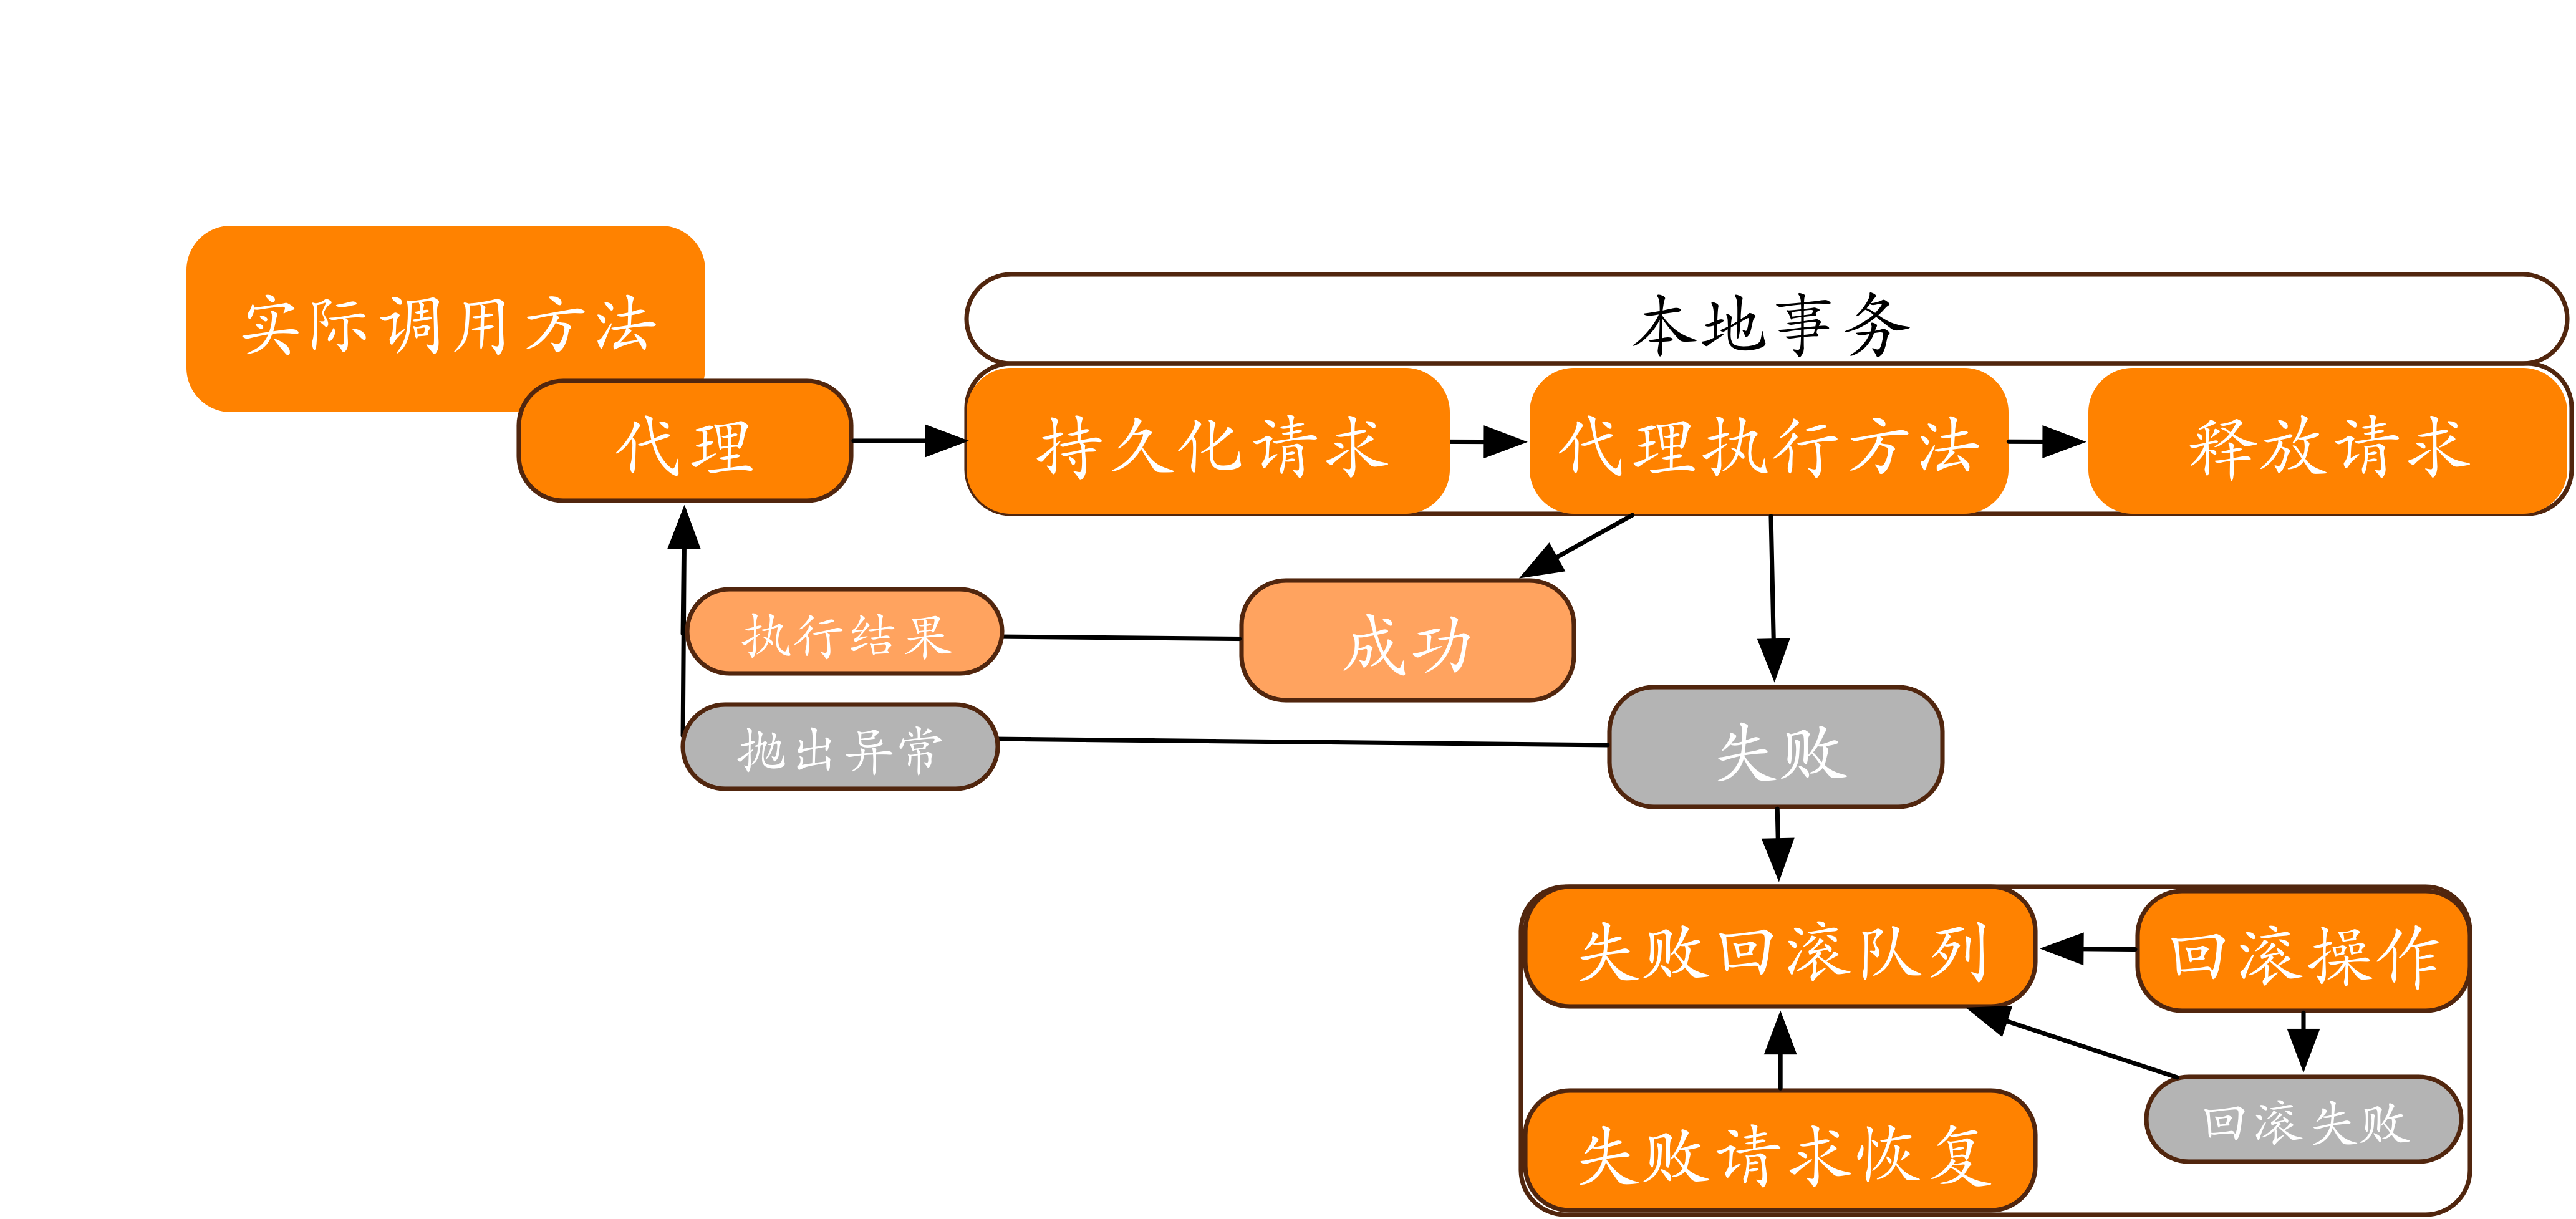 实际调用方法
本地事务
代理
持久化请求
代理执行方法
释放请求
执行结果
成功
抛出异常
失败
失败回滚队列
回滚操作
回滚失败
失败请求恢复